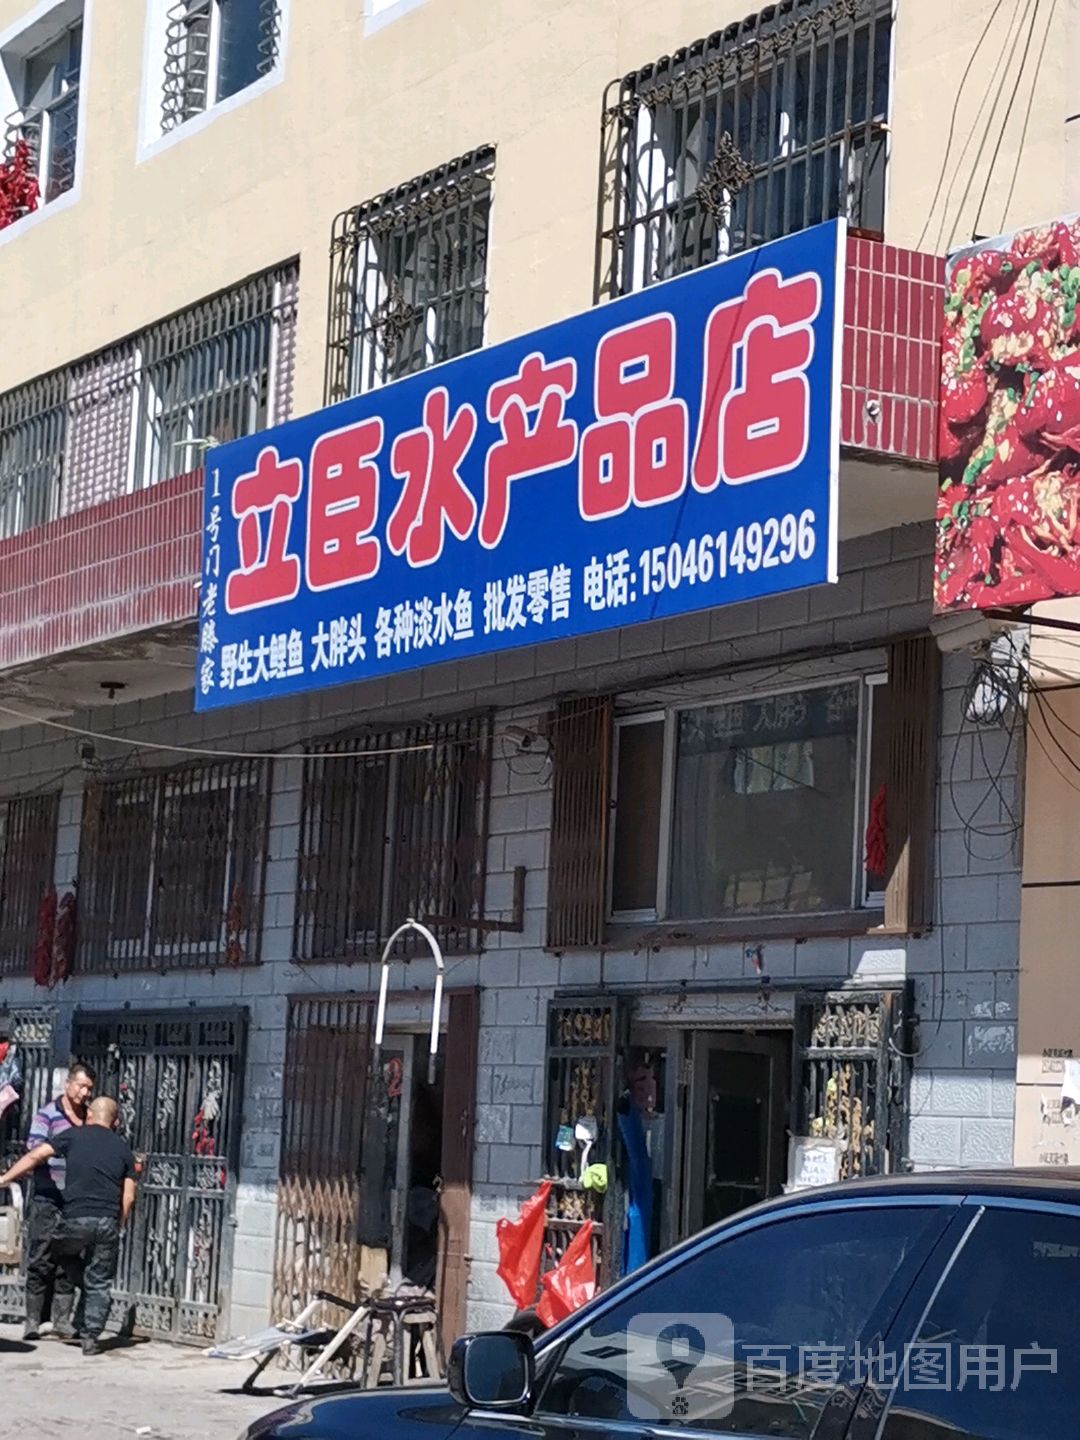 立臣水产品店
1号门老滕家
野生大鲤鱼 大胖头 各种淡水鱼 批发零售 电话:15046149296
2
百度地图用户